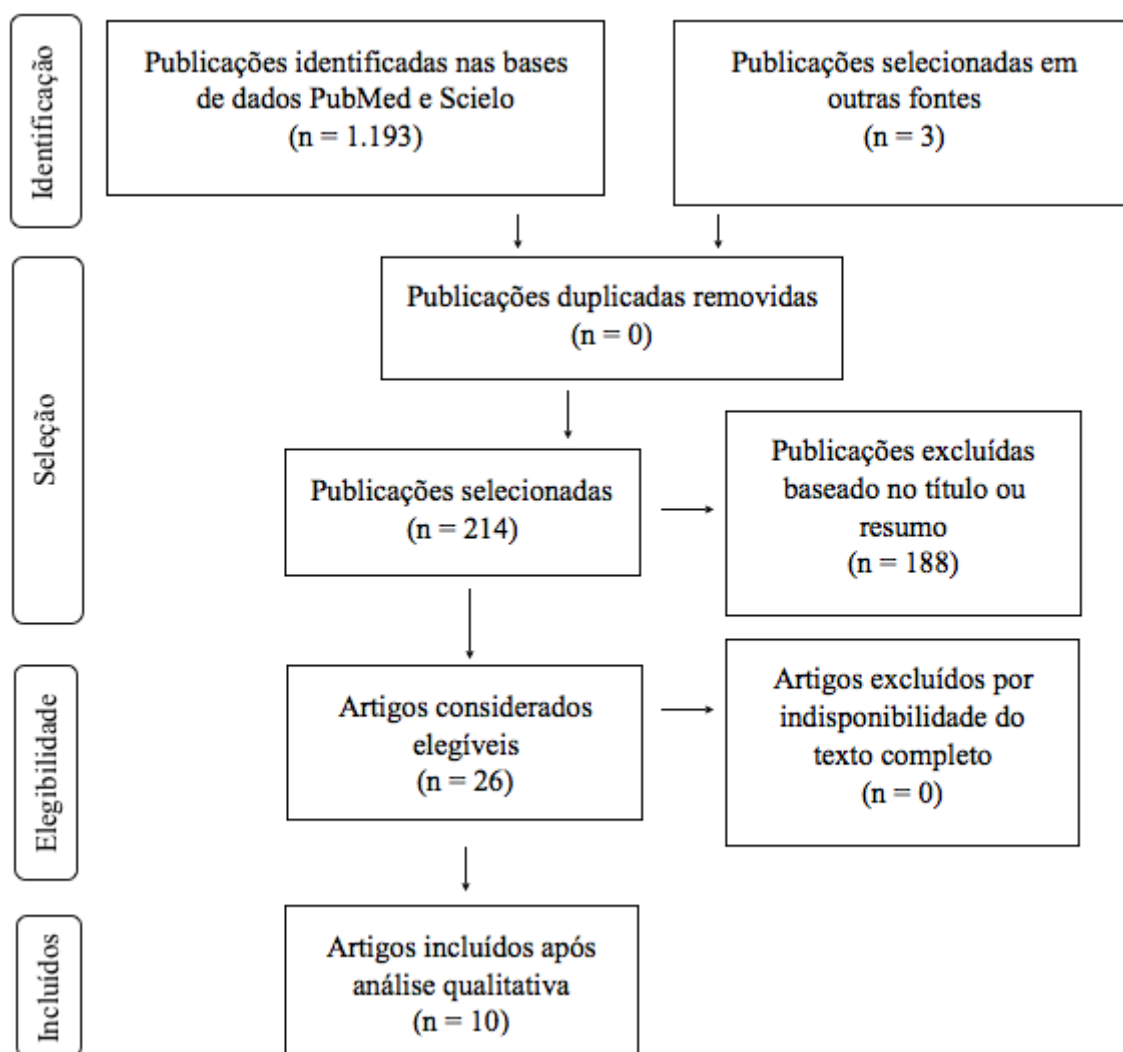 Identificação
Publicações identificadas nas bases
de dados PubMed e Scielo
(n = 1.193)
Publicações selecionadas em
outras fontes
(n = 3)
Seleção
Publicações duplicadas removidas
(n = 0)
Publicações selecionadas
(n = 214)
Publicações excluídas
baseado no título ou
resumo
(n = 188)
Elegibilidade
Artigos considerados
elegíveis
(n = 26)
Artigos excluídos por
indisponibilidade do
texto completo
(n = 0)
Incluídos
Artigos incluídos após
análise qualitativa
(n = 10)